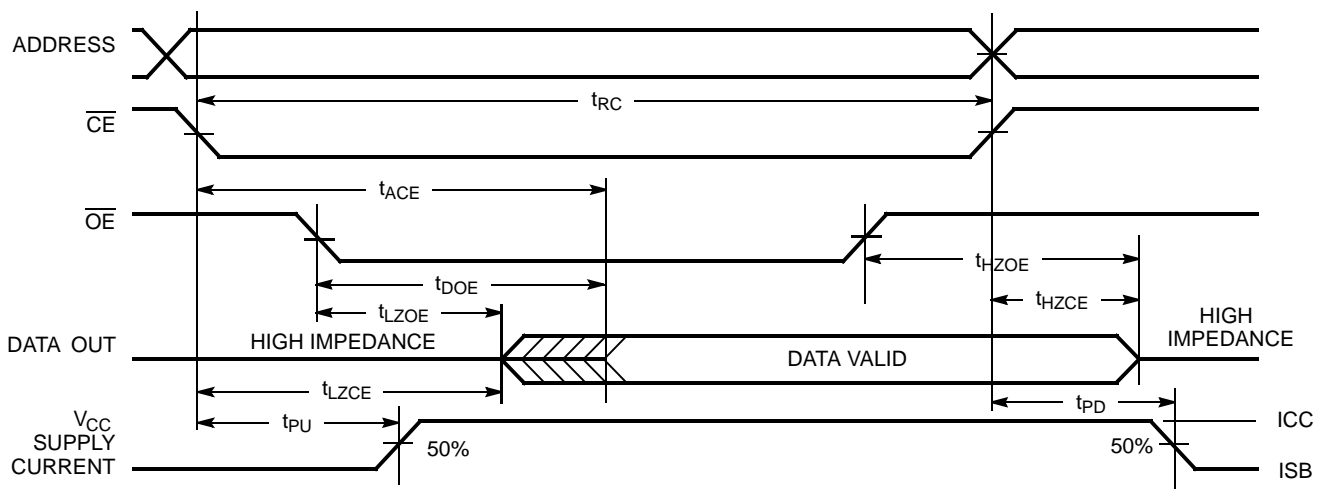 ADDRESS
tRC
CE
tACE
OE
tHZOE
tDOE
tHZCE
tLZOE
HIGH
IMPEDANCE
DATA OUT
HIGH IMPEDANCE
DATA VALID
tLZCE
tPD
VCC
SUPPLY
CURRENT
tPU
50%
50%
ICC
ISB